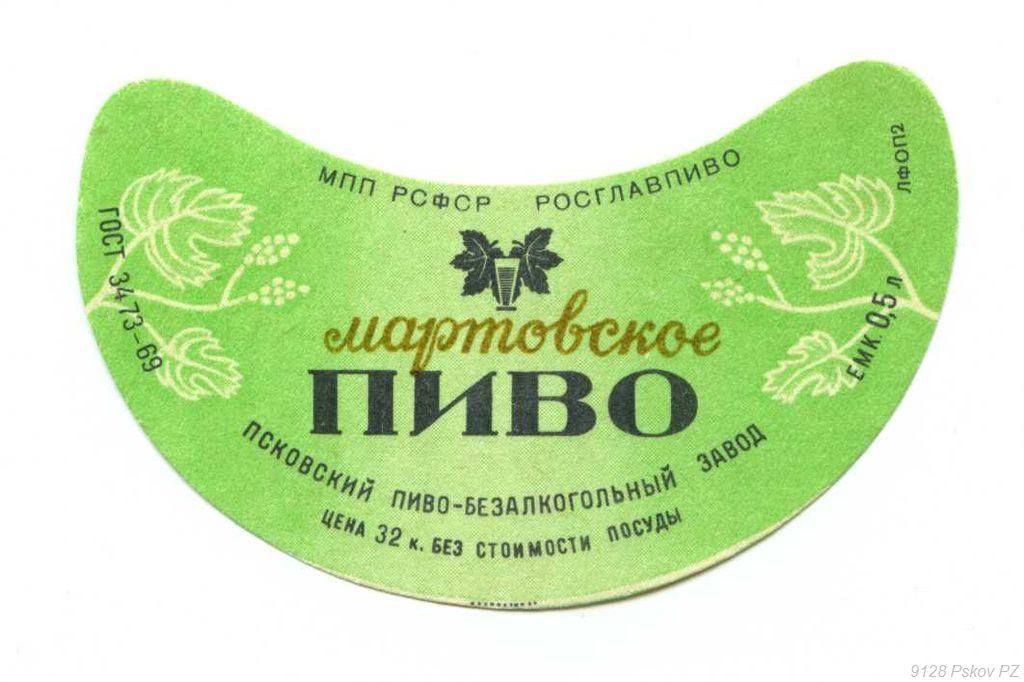 МПП РСФСР РОСГЛАВПИВО
ЛФОП2
ГОСТ 3473-69
ЕМК. 0,5 л
мартовское
ПИВО
ПСКОВСКИЙ ПИВО-БЕЗАЛКОГОЛЬНЫЙ ЗАВОД
ЦЕНА 32 к. БЕЗ СТОИМОСТИ ПОСУДЫ
9128 Pskov PZ